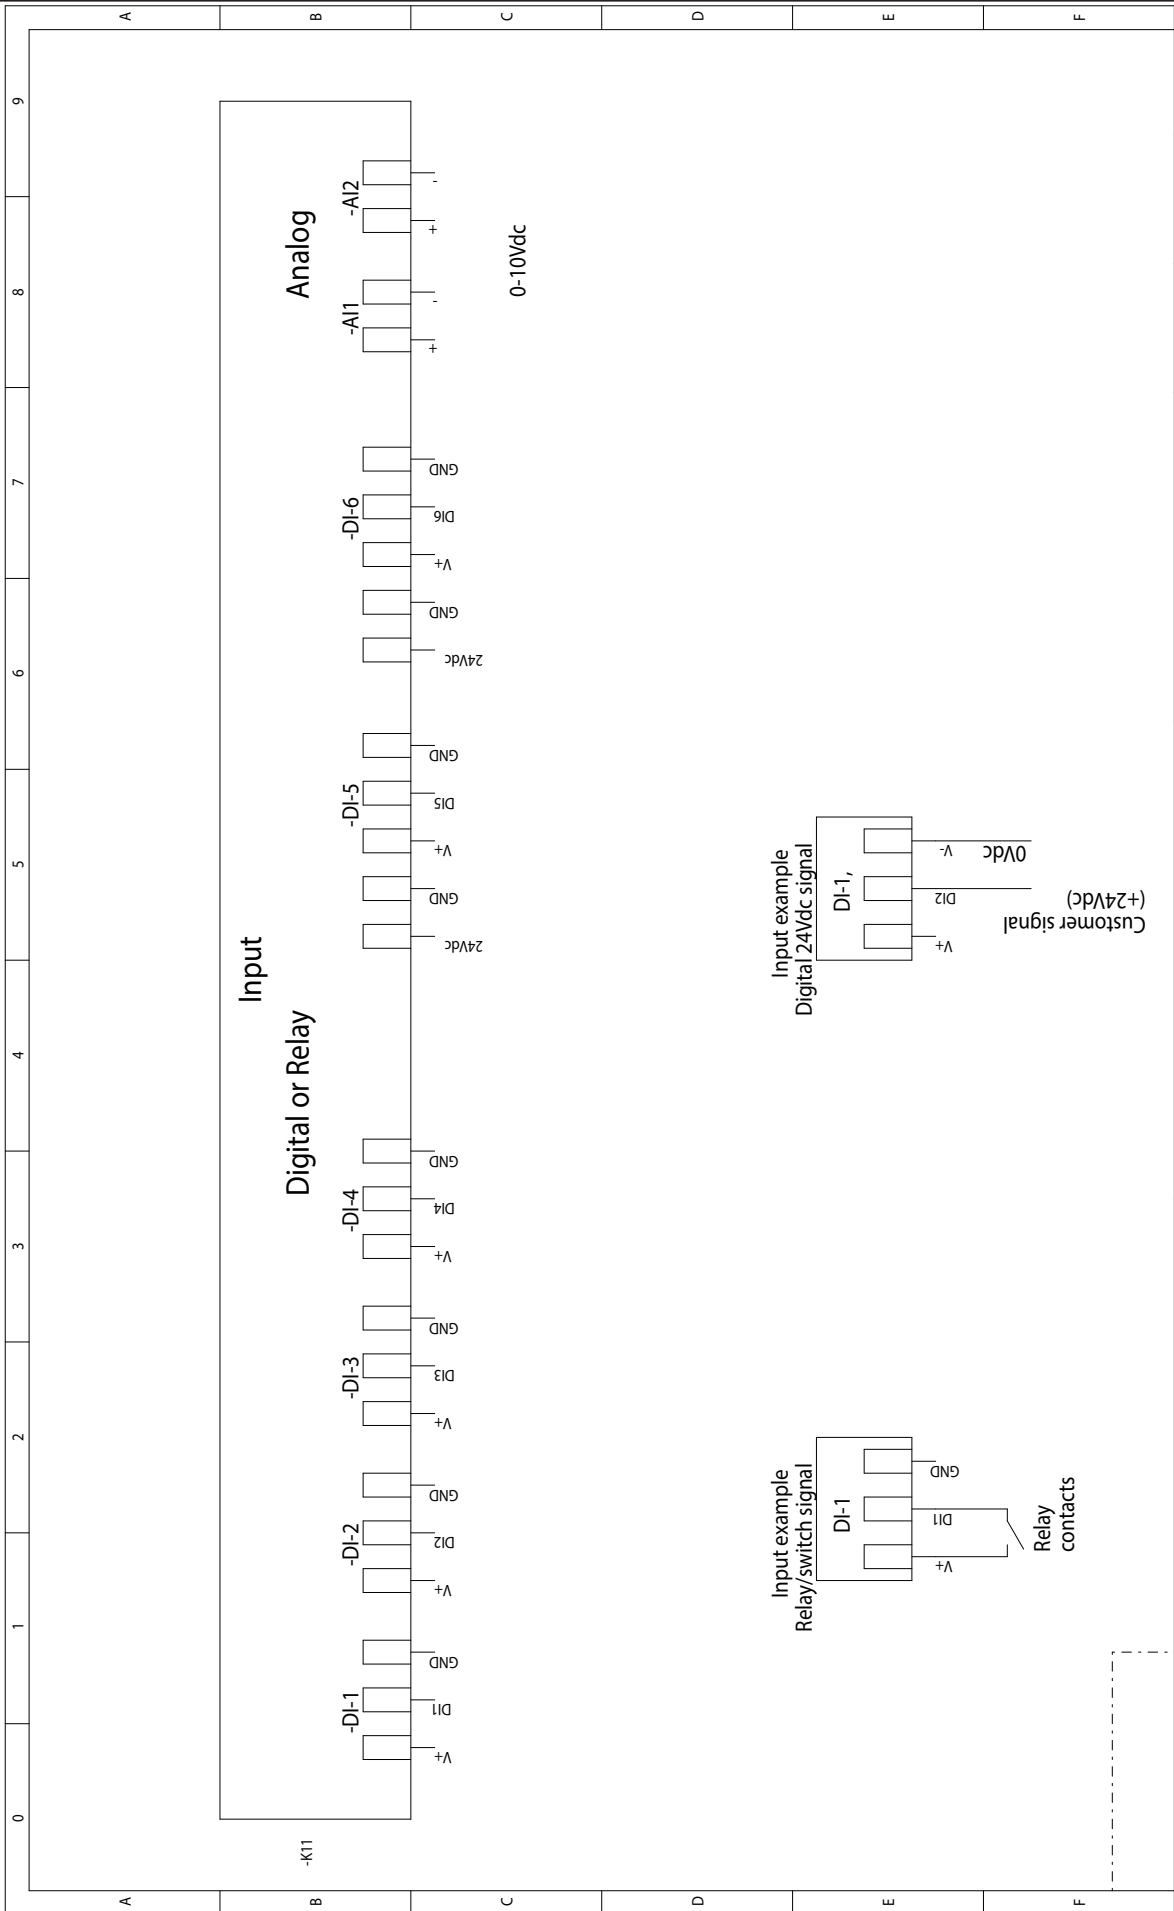 0
1
2
3
4
5
6
7
8
9
A
A
B
B
C
C
D
D
E
E
F
F
-K11
Input
Digital or Relay
Analog
-DI-1
-DI-2
-DI-3
-DI-4
-DI-5
-DI-6
-AI1
-AI2
V+
DI1
GND
V+
DI2
GND
V+
DI3
GND
V+
DI4
GND
24Vdc
GND
V+
DI5
GND
24Vdc
GND
V+
DI6
GND
+
-
+
-
0-10Vdc
Input example
Relay/switch signal
DI-1
V+
DI1
GND
Relay
contacts
Input example
Digital 24Vdc signal
DI-1,
V+
DI2
V-
0Vdc
Customer signal
(+24Vdc)